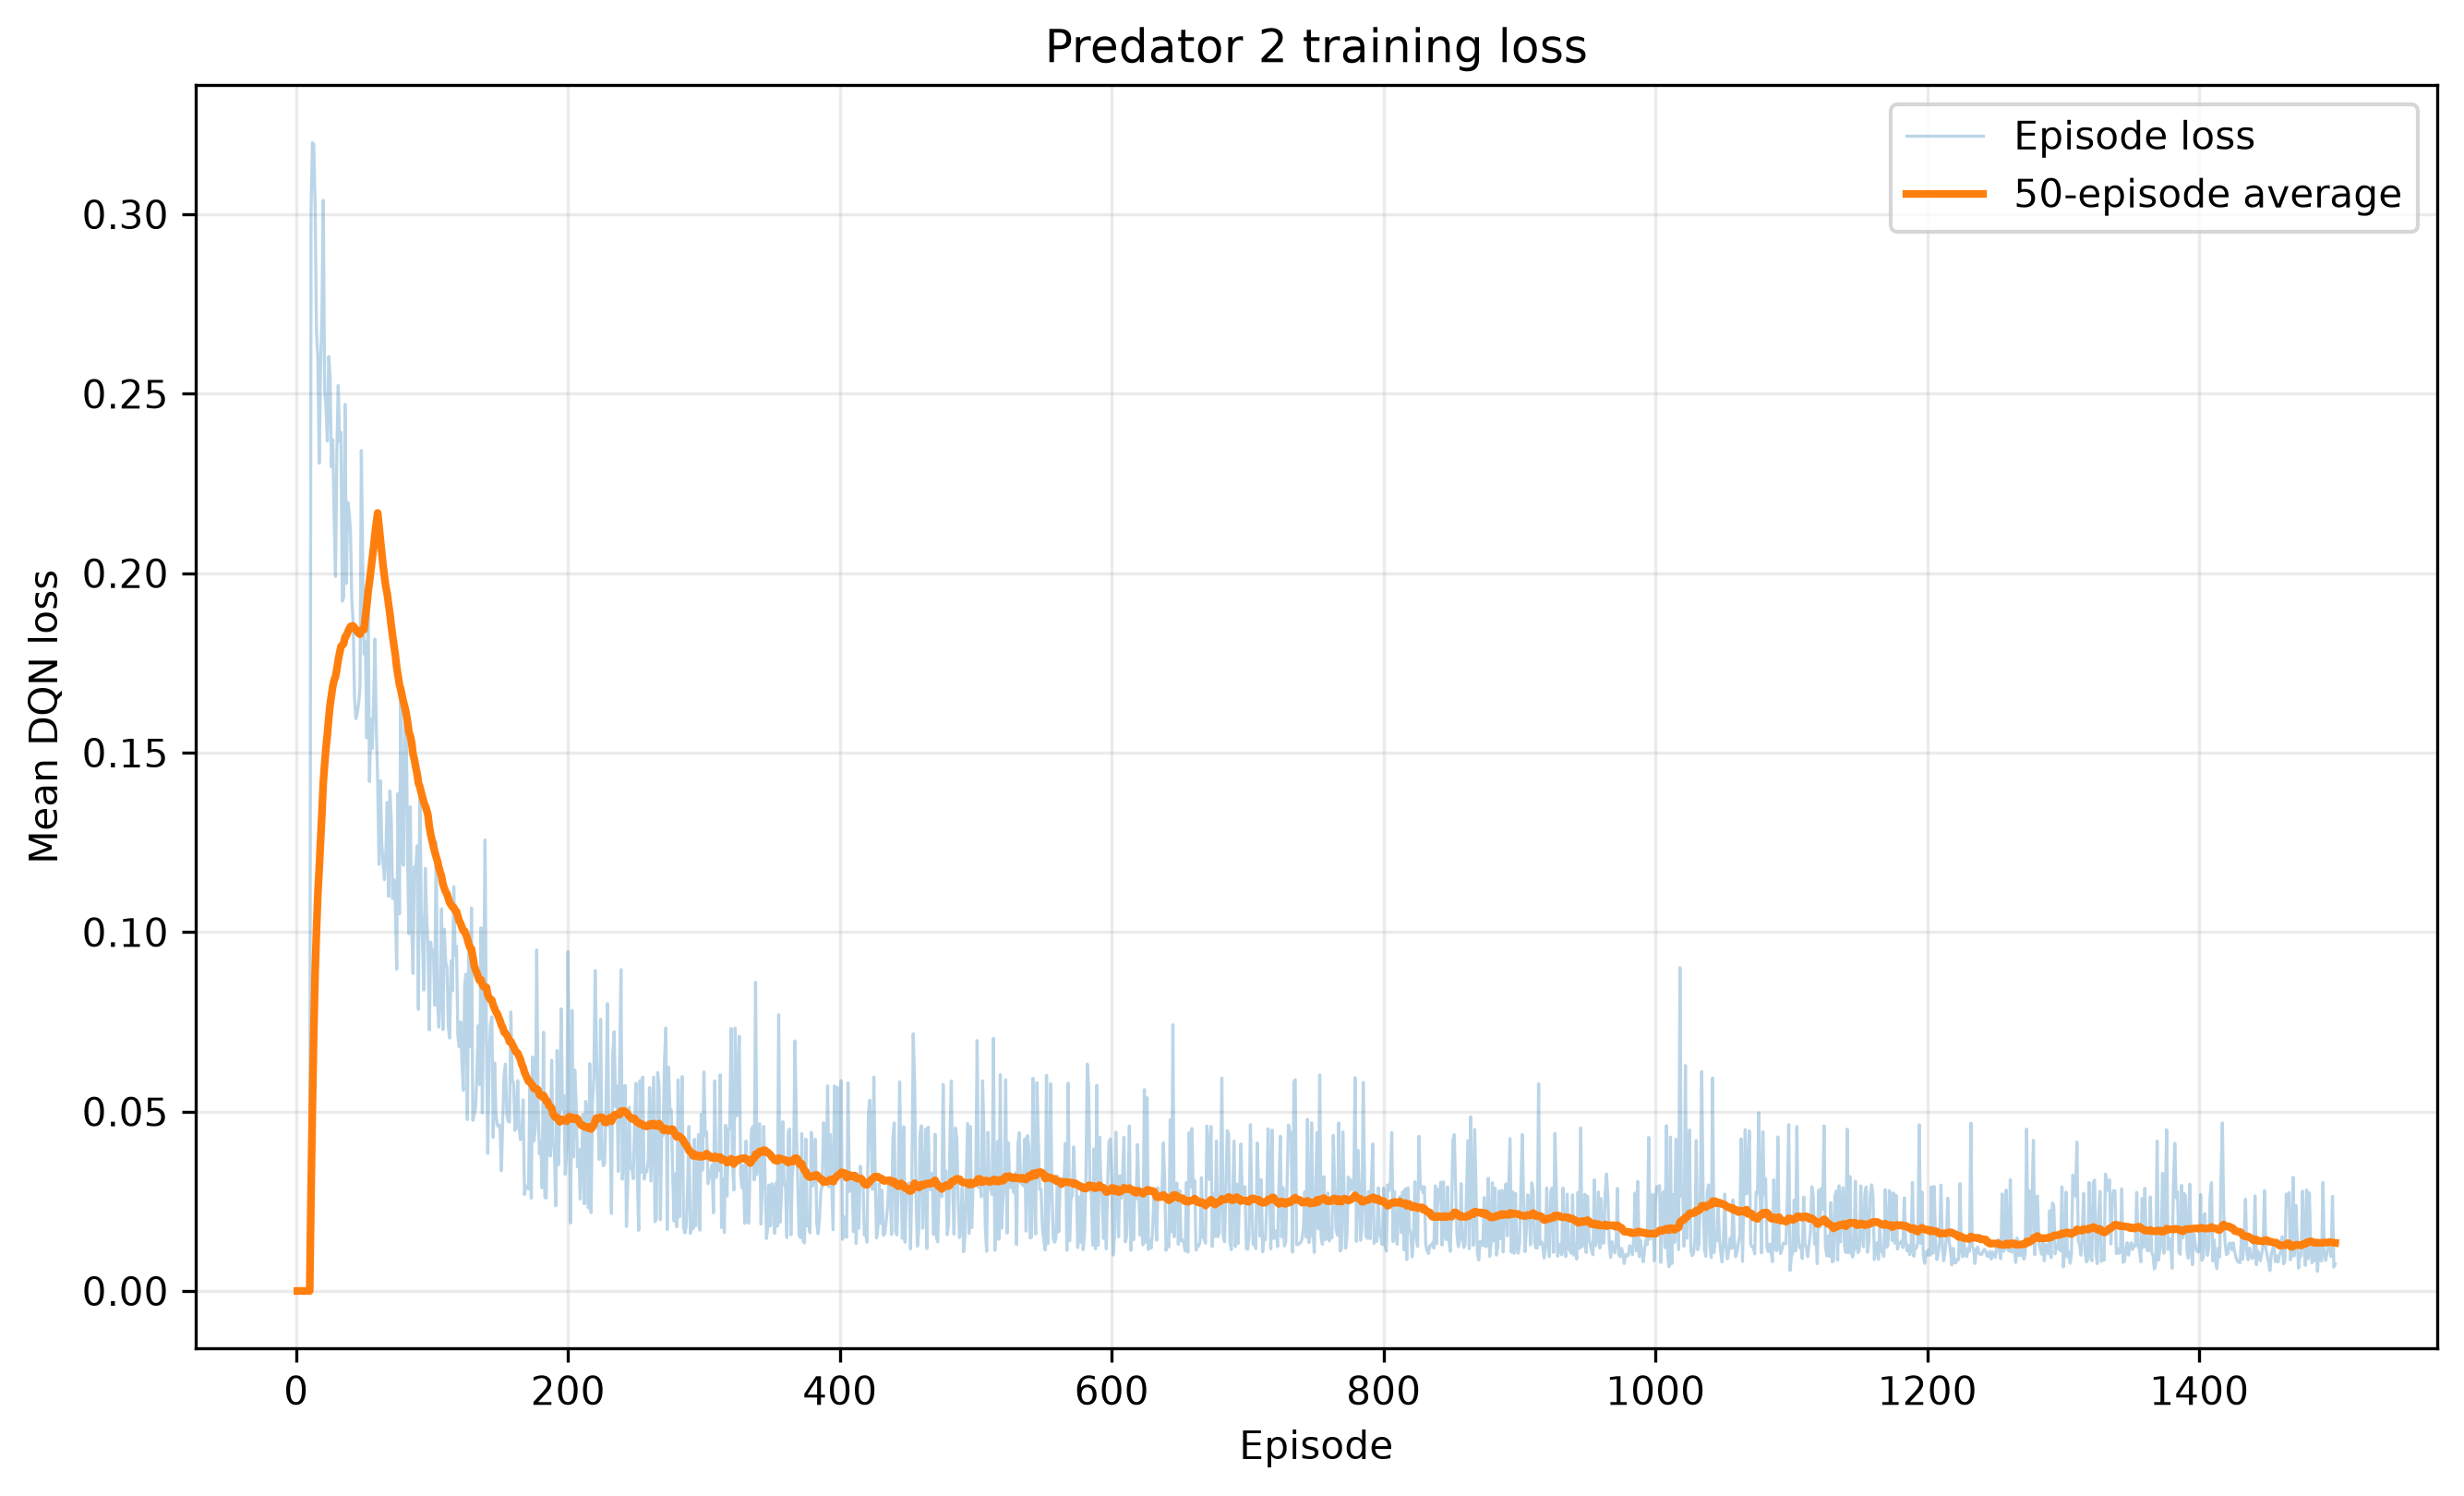 Predator 2 training loss
Episode loss
50-episode average
Mean DQN loss
0.30
0.25
0.20
0.15
0.10
0.05
0.00
0 200 400 600 800 1000 1200 1400
Episode